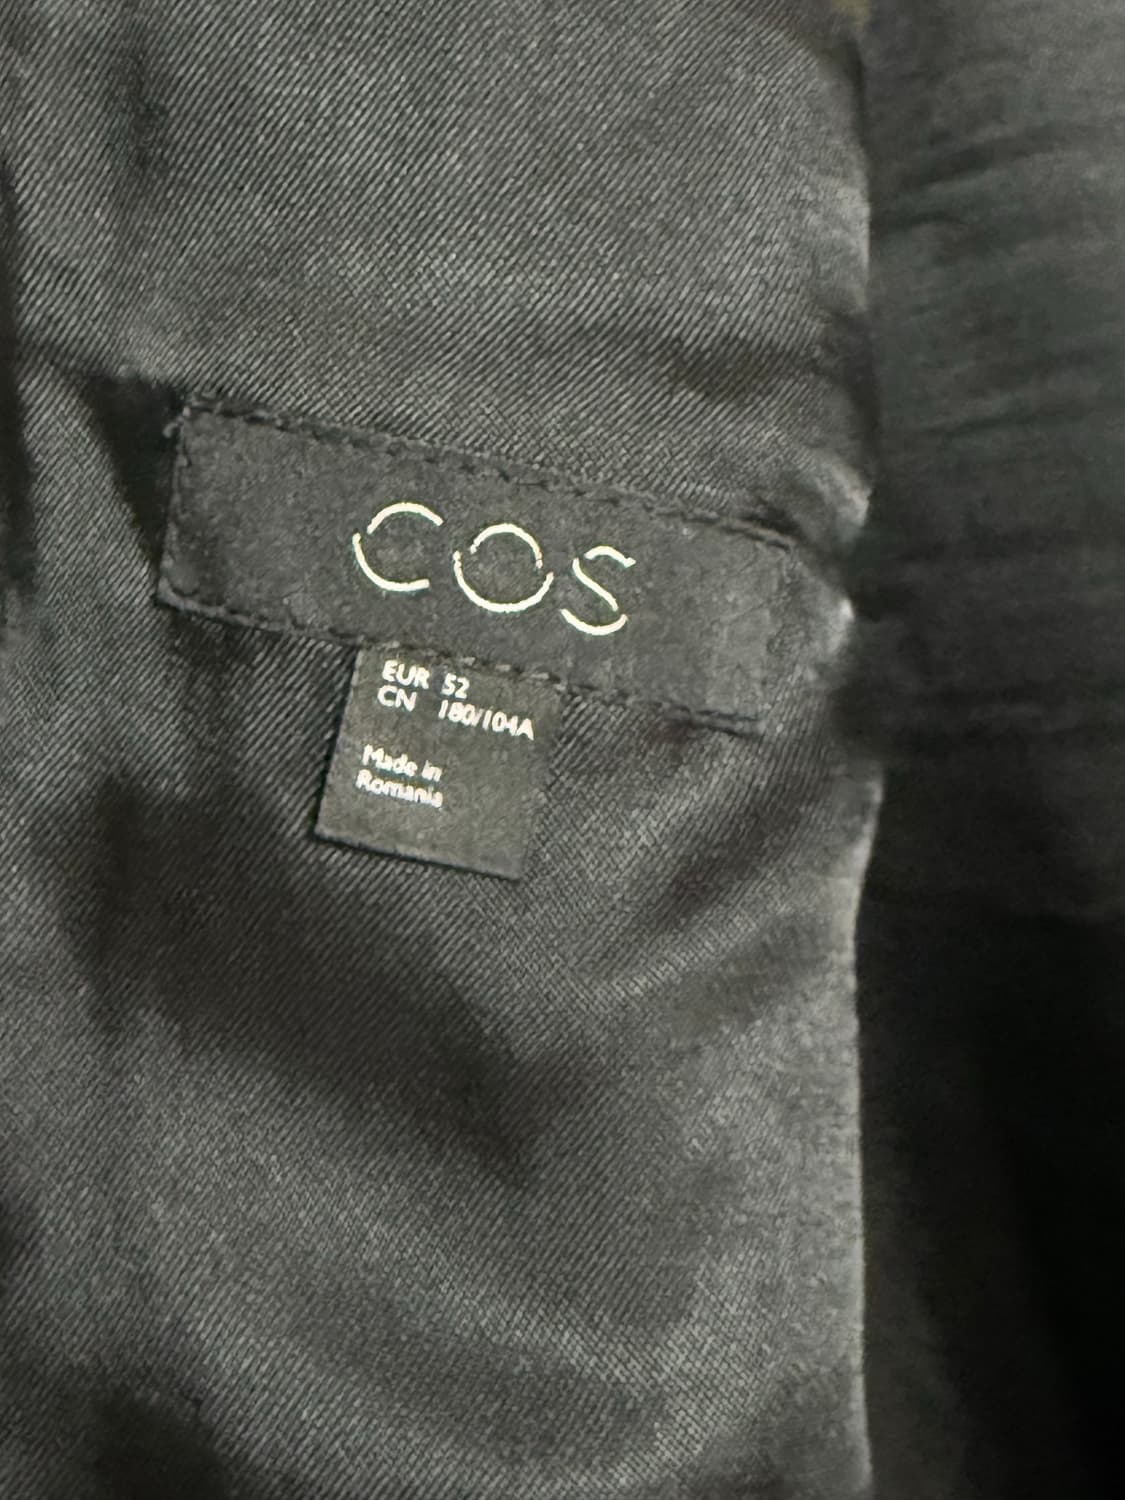 COS
EUR 52
CN 180/104A
Made in
Romania